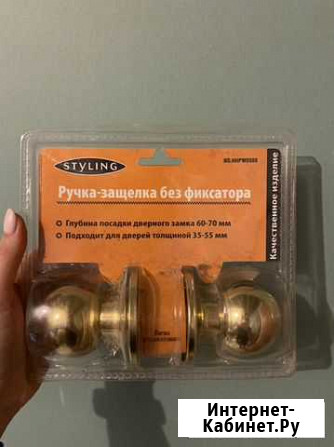 STYLING
Ручка-защелка без фиксатора
Глубина посадки дверного замка 60-70 мм
Подходит для дверей толщиной 35-55 мм
Качественное изделие
Интернет-
Кабинет.Ру